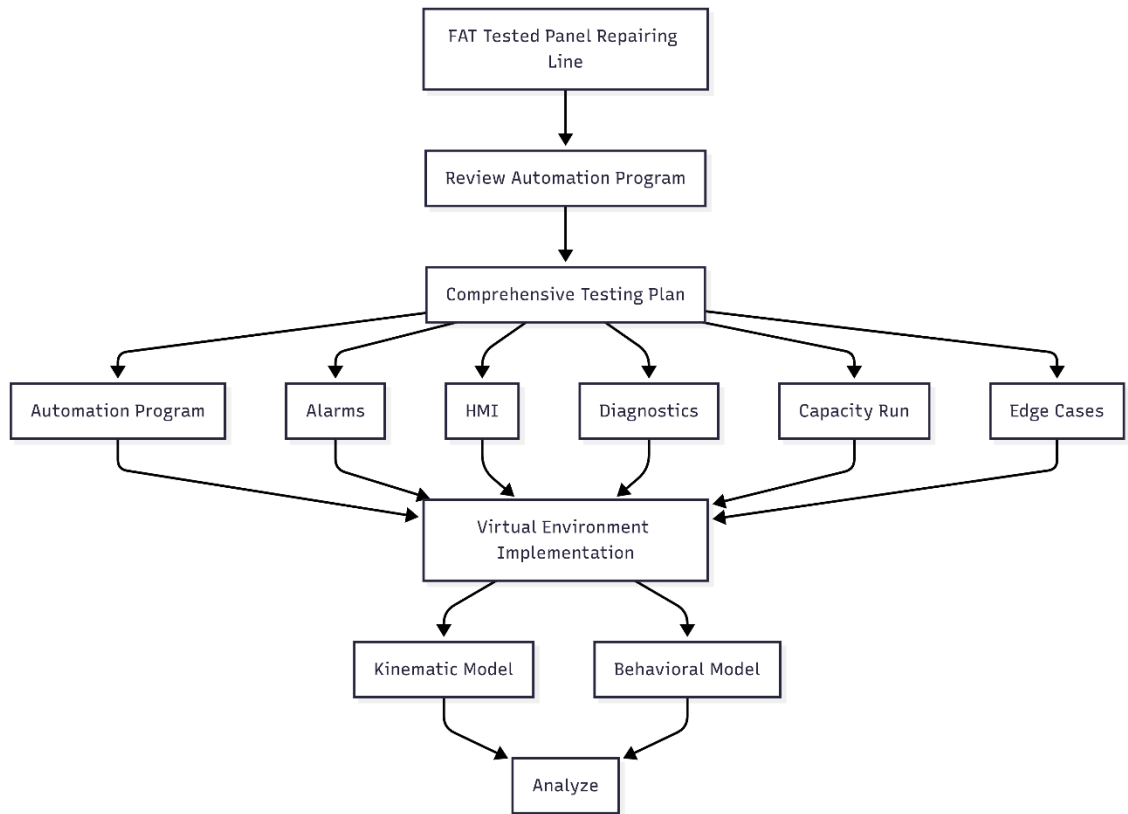 FAT Tested Panel Repairing
Line
Review Automation Program
Comprehensive Testing Plan
Automation Program
Alarms
HMI
Diagnostics
Capacity Run
Edge Cases
Virtual Environment
Implementation
Kinematic Model
Behavioral Model
Analyze